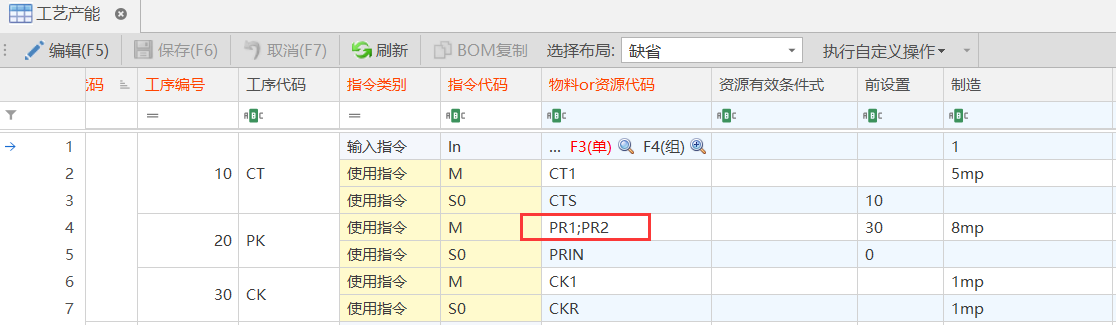 工艺产能
编辑(F5) 保存(F6) 取消(F7) 刷新 BOM复制 选择布局: 缺省 执行自定义操作
代码 工序编号 工序代码 指令类别 指令代码 物料or资源代码 资源有效条件式 前设置 制造
= ABC = ABC ABC ABC ABC ABC
1 输入指令 In ... F3(单) F4(组) 1
2 10 CT 使用指令 M CT1 5mp
3 使用指令 S0 CTS 10
4 20 PK 使用指令 M PR1;PR2 30 8mp
5 使用指令 S0 PRIN 0
6 30 CK 使用指令 M CK1 1mp
7 使用指令 S0 CKR 1mp